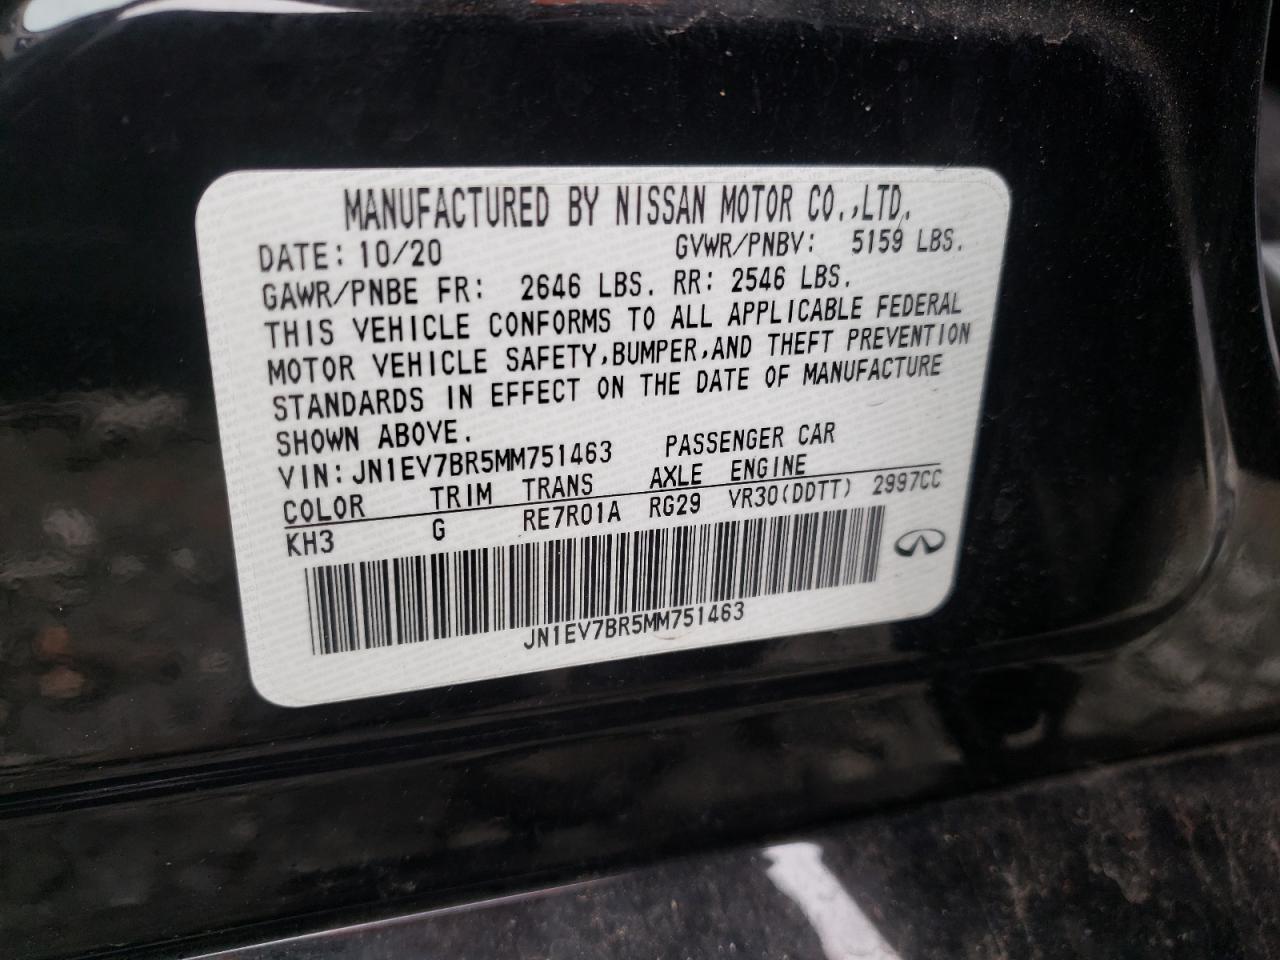 MANUFACTURED BY NISSAN MOTOR CO.,LTD.
DATE: 10/20 GVWR/PNBV: 5159 LBS.
GAWR/PNBE FR: 2646 LBS. RR: 2546 LBS.
THIS VEHICLE CONFORMS TO ALL APPLICABLE FEDERAL
MOTOR VEHICLE SAFETY,BUMPER,AND THEFT PREVENTION
STANDARDS IN EFFECT ON THE DATE OF MANUFACTURE
SHOWN ABOVE.
VIN:JN1EV7BR5MM751463 PASSENGER CAR
COLOR TRIM TRANS AXLE ENGINE
KH3 G RE7R01A RG29 VR30(DDTT) 2997CC
JN1EV7BR5MM751463